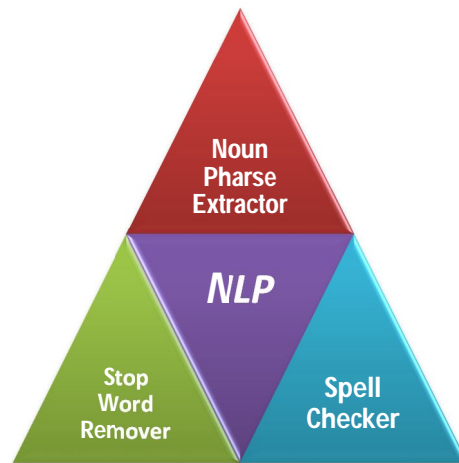 Noun
Pharse
Extractor
NLP
Stop
Word
Remover
Spell
Checker